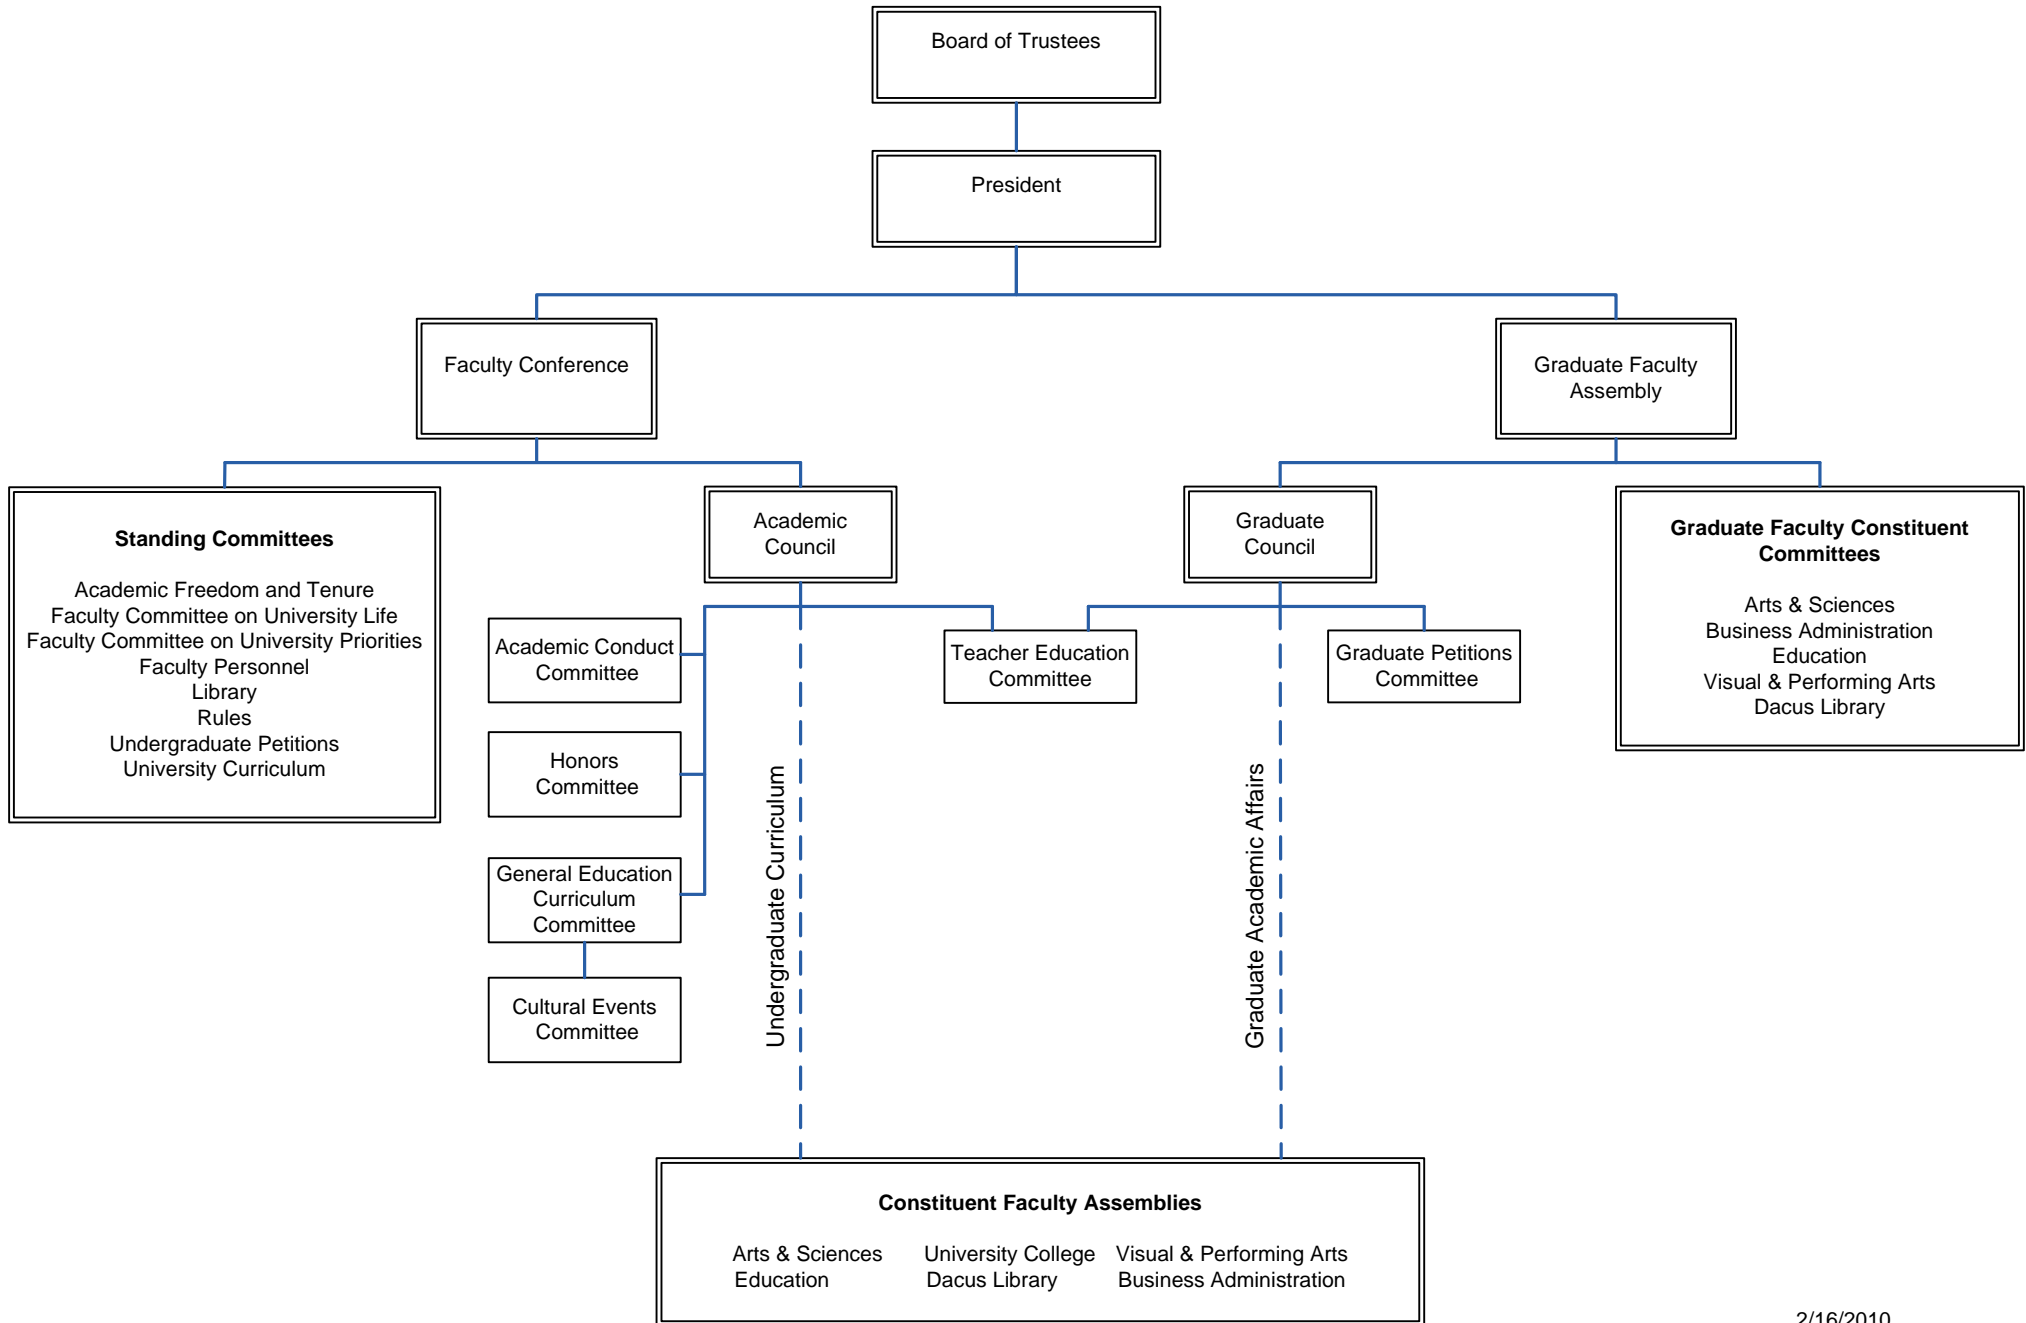 Board of Trustees
President
Faculty Conference
Graduate Faculty
Assembly
Standing Committees
Academic Freedom and Tenure
Faculty Committee on University Life
Faculty Committee on University Priorities
Faculty Personnel
Library
Rules
Undergraduate Petitions
University Curriculum
Academic
Council
Graduate
Council
Graduate Faculty Constituent
Committees
Arts & Sciences
Business Administration
Education
Visual & Performing Arts
Dacus Library
Academic Conduct
Committee
Teacher Education
Committee
Graduate Petitions
Committee
Honors
Committee
General Education
Curriculum
Committee
Cultural Events
Committee
Undergraduate Curriculum
Graduate Academic Affairs
Constituent Faculty Assemblies
Arts & Sciences University College Visual & Performing Arts
Education Dacus Library Business Administration
2/16/2010